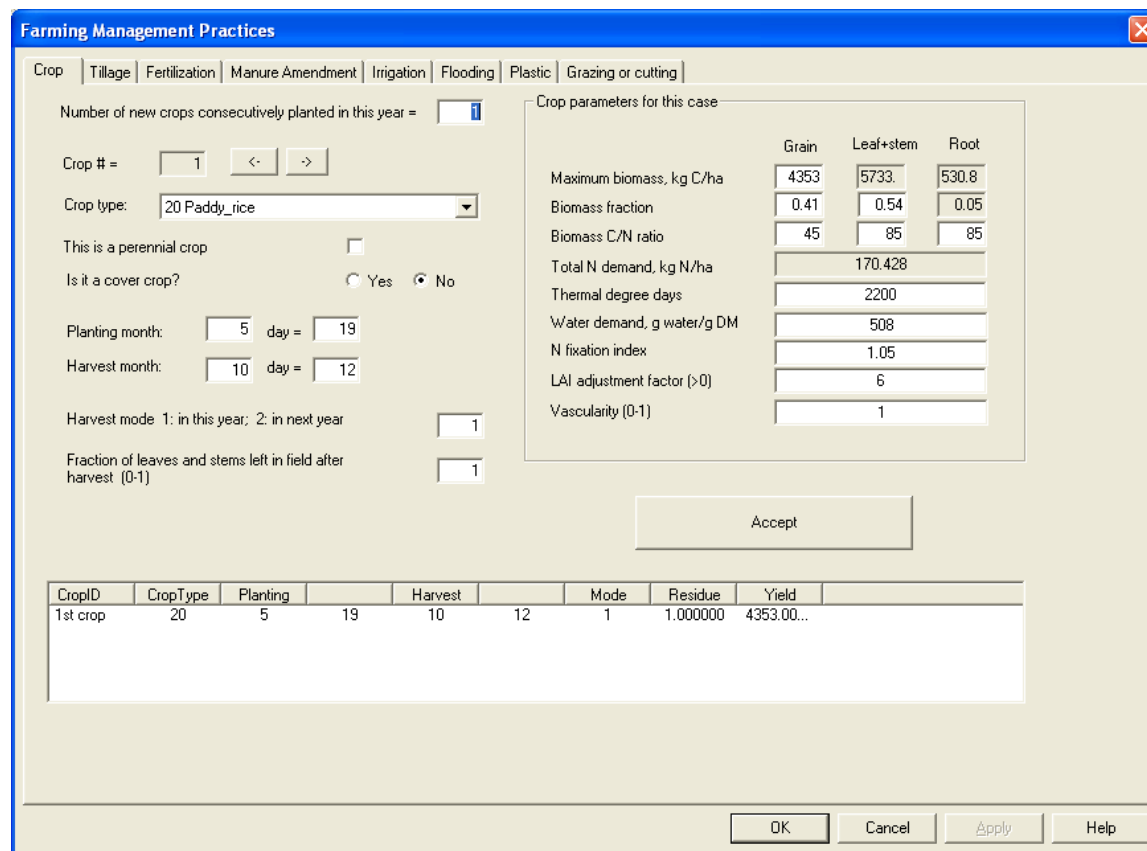 Farming Management Practices
Crop Tillage Fertilization Manure Amendment Irrigation Flooding Plastic Grazing or cutting
Number of new crops consecutively planted in this year = 1
Crop # = 1 <- ->
Crop type: 20 Paddy_rice
This is a perennial crop
Is it a cover crop? Yes No
Planting month: 5 day = 19
Harvest month: 10 day = 12
Harvest mode 1: in this year; 2: in next year 1
Fraction of leaves and stems left in field after
harvest (0-1) 1
Crop parameters for this case
Grain Leaf+stem Root
Maximum biomass, kg C/ha 4353 5733. 530.8
Biomass fraction 0.41 0.54 0.05
Biomass C/N ratio 45 85 85
Total N demand, kg N/ha 170.428
Thermal degree days 2200
Water demand, g water/g DM 508
N fixation index 1.05
LAI adjustment factor (>0) 6
Vascularity (0-1) 1
Accept
CropID CropType Planting Harvest Mode Residue Yield
1st crop 20 5 19 10 12 1 1.000000 4353.00...
OK Cancel Apply Help